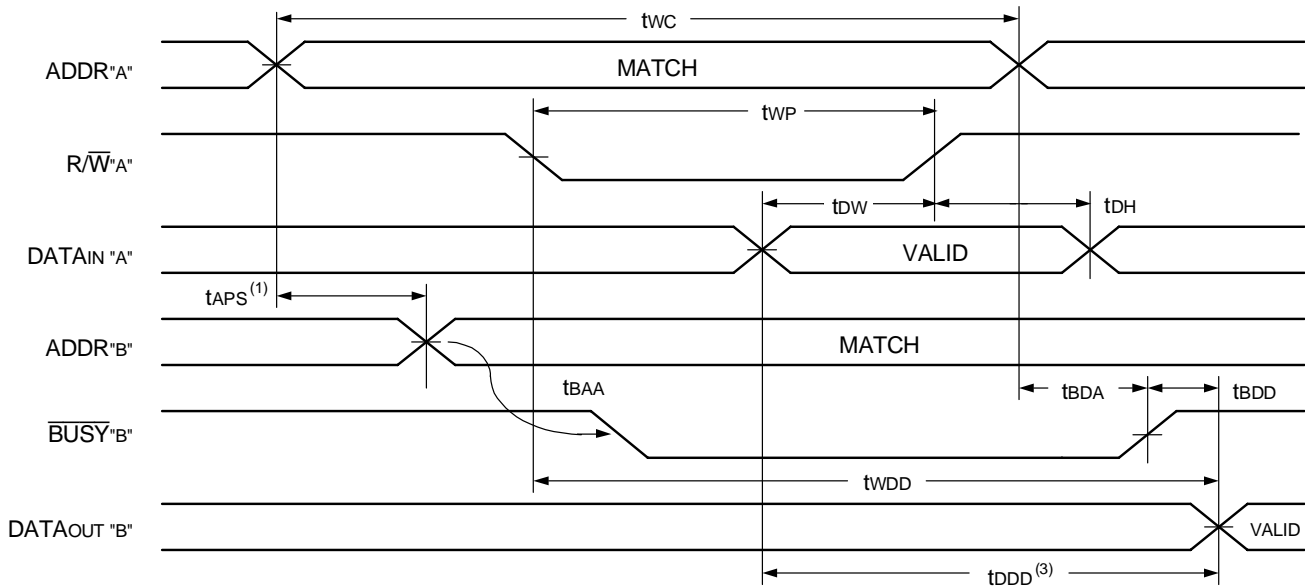 tWC
ADDR"A"
MATCH
tWP
R/W"A"
tDW
tDH
DATAIN "A"
VALID
tAPS(1)
ADDR"B"
MATCH
tBAA
tBDA
tBDD
BUSY"B"
tWDD
DATAOUT "B"
VALID
tDDD(3)